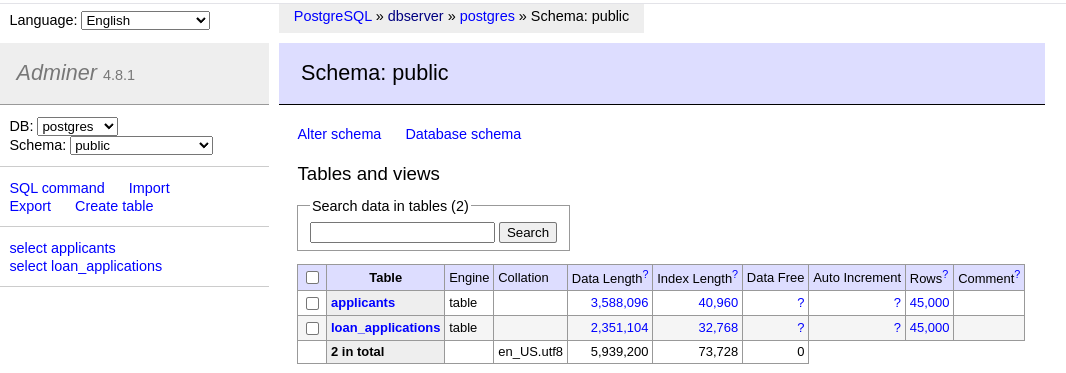 Language: English
PostgreSQL » dbserver » postgres » Schema: public
Adminer 4.8.1
Schema: public
DB: postgres
Schema: public
Alter schema Database schema
SQL command Import
Export Create table
select applicants
select loan_applications
Tables and views
Search data in tables (2)
Search
Table Engine Collation Data Length? Index Length? Data Free Auto Increment Rows? Comment?
applicants table 3,588,096 40,960 ? ? 45,000
loan_applications table 2,351,104 32,768 ? ? 45,000
2 in total en_US.utf8 5,939,200 73,728 0